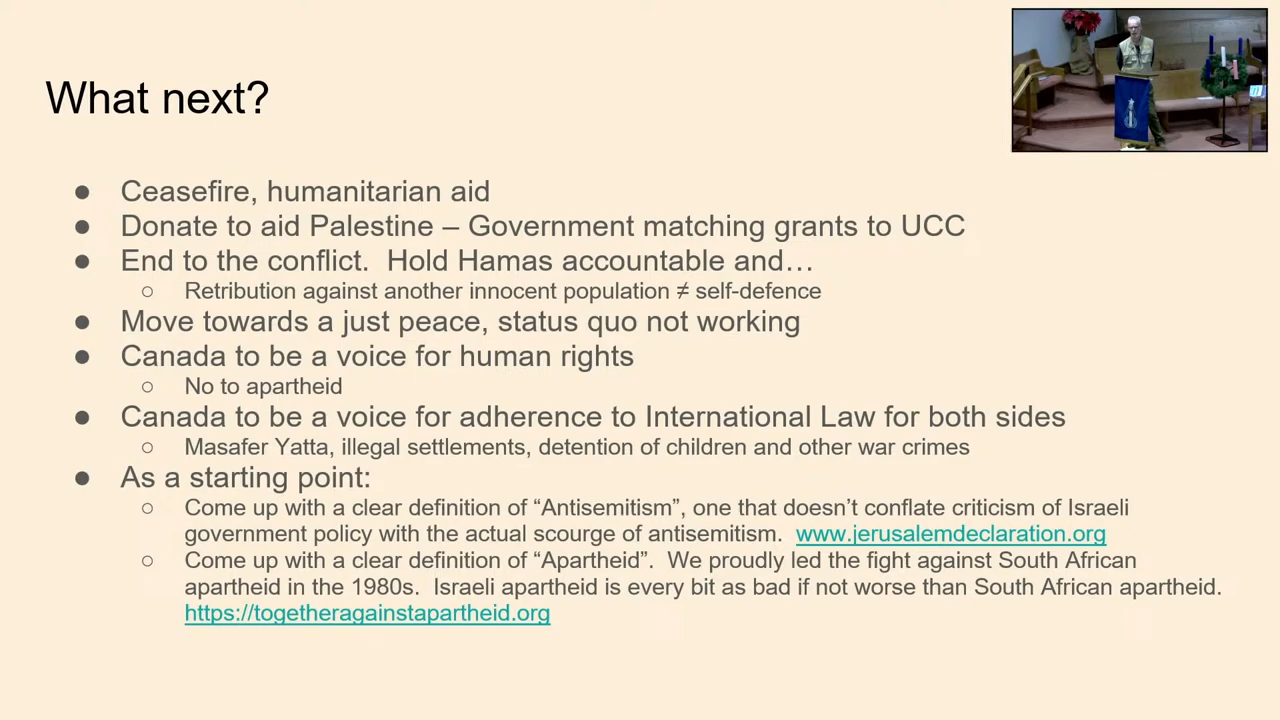 What next?
● Ceasefire, humanitarian aid
● Donate to aid Palestine – Government matching grants to UCC
● End to the conflict.  Hold Hamas accountable and…
○ Retribution against another innocent population ≠ self-defence
● Move towards a just peace, status quo not working
● Canada to be a voice for human rights
○ No to apartheid
● Canada to be a voice for adherence to International Law for both sides
○ Masafer Yatta, illegal settlements, detention of children and other war crimes
● As a starting point:
○ Come up with a clear definition of “Antisemitism”, one that doesn’t conflate criticism of Israeli
government policy with the actual scourge of antisemitism.  www.jerusalemdeclaration.org
○ Come up with a clear definition of “Apartheid”.  We proudly led the fight against South African
apartheid in the 1980s.  Israeli apartheid is every bit as bad if not worse than South African apartheid.
https://togetheragainstapartheid.org